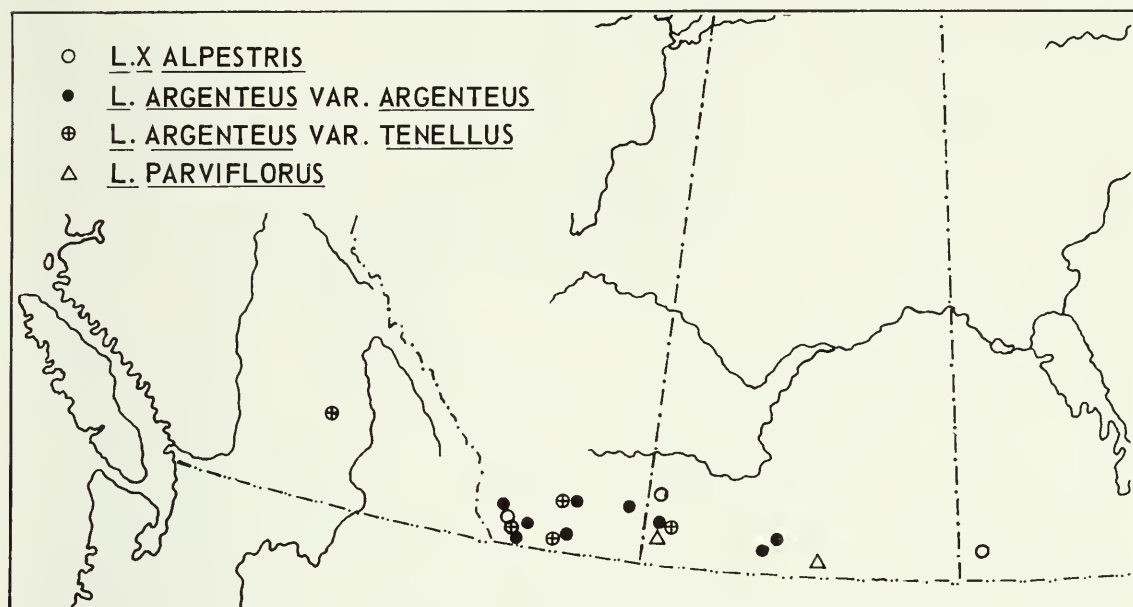 L. X ALPESTRIS
L. ARGENTEUS VAR. ARGENTEUS
L. ARGENTEUS VAR. TENELLUS
L. PARVIFLORUS